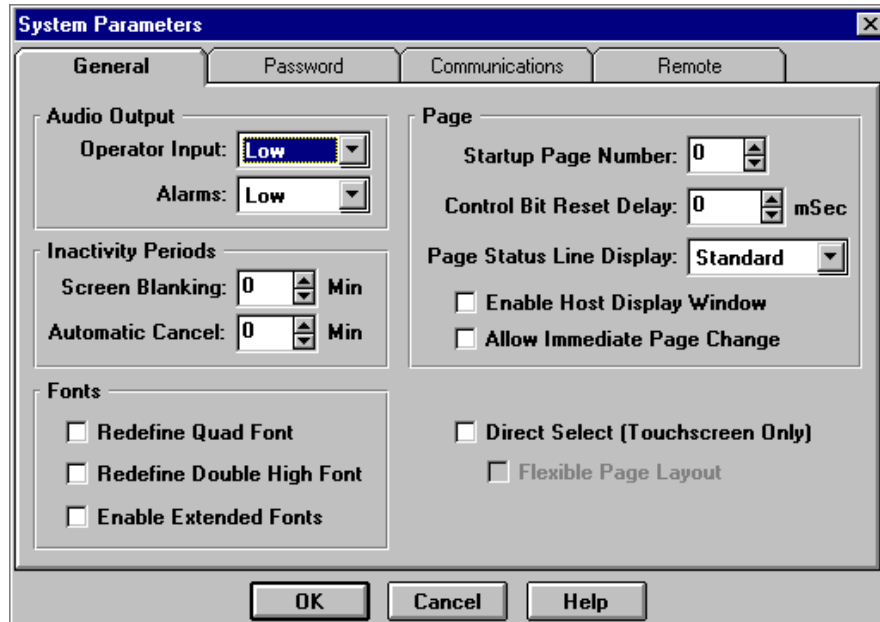 System Parameters
General Password Communications Remote
Audio Output
Operator Input: Low
Alarms: Low
Inactivity Periods
Screen Blanking: 0 Min
Automatic Cancel: 0 Min
Fonts
Redefine Quad Font
Redefine Double High Font
Enable Extended Fonts
Page
Startup Page Number: 0
Control Bit Reset Delay: 0 mSec
Page Status Line Display: Standard
Enable Host Display Window
Allow Immediate Page Change
Direct Select (Touchscreen Only)
Flexible Page Layout
OK Cancel Help